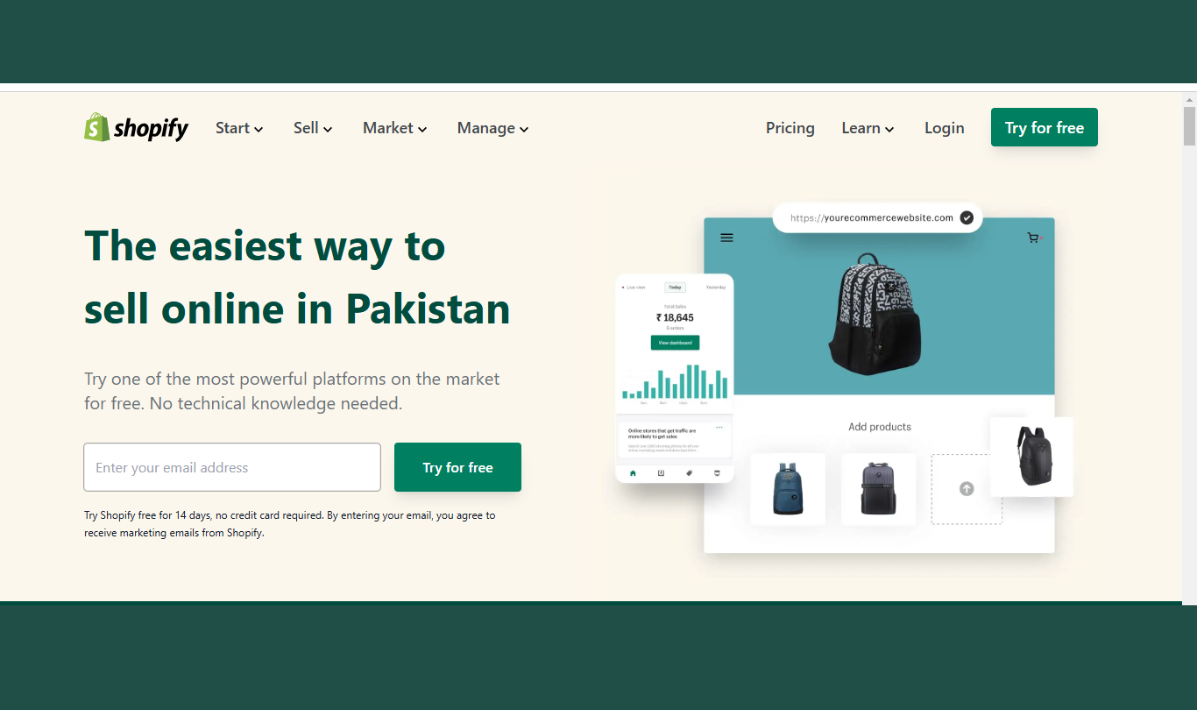 shopify
Start
Sell
Market
Manage
Pricing
Learn
Login
Try for free
The easiest way to
sell online in Pakistan
Try one of the most powerful platforms on the market
for free. No technical knowledge needed.
Enter your email address
Try for free
Try Shopify free for 14 days, no credit card required. By entering your email, you agree to
receive marketing emails from Shopify.
https://yourecommercewebsite.com
Live view
Today
Yesterday
Total Sales
₹ 18,645
View dashboard
Online stores that get traffic are
more likely to get sales
Add products